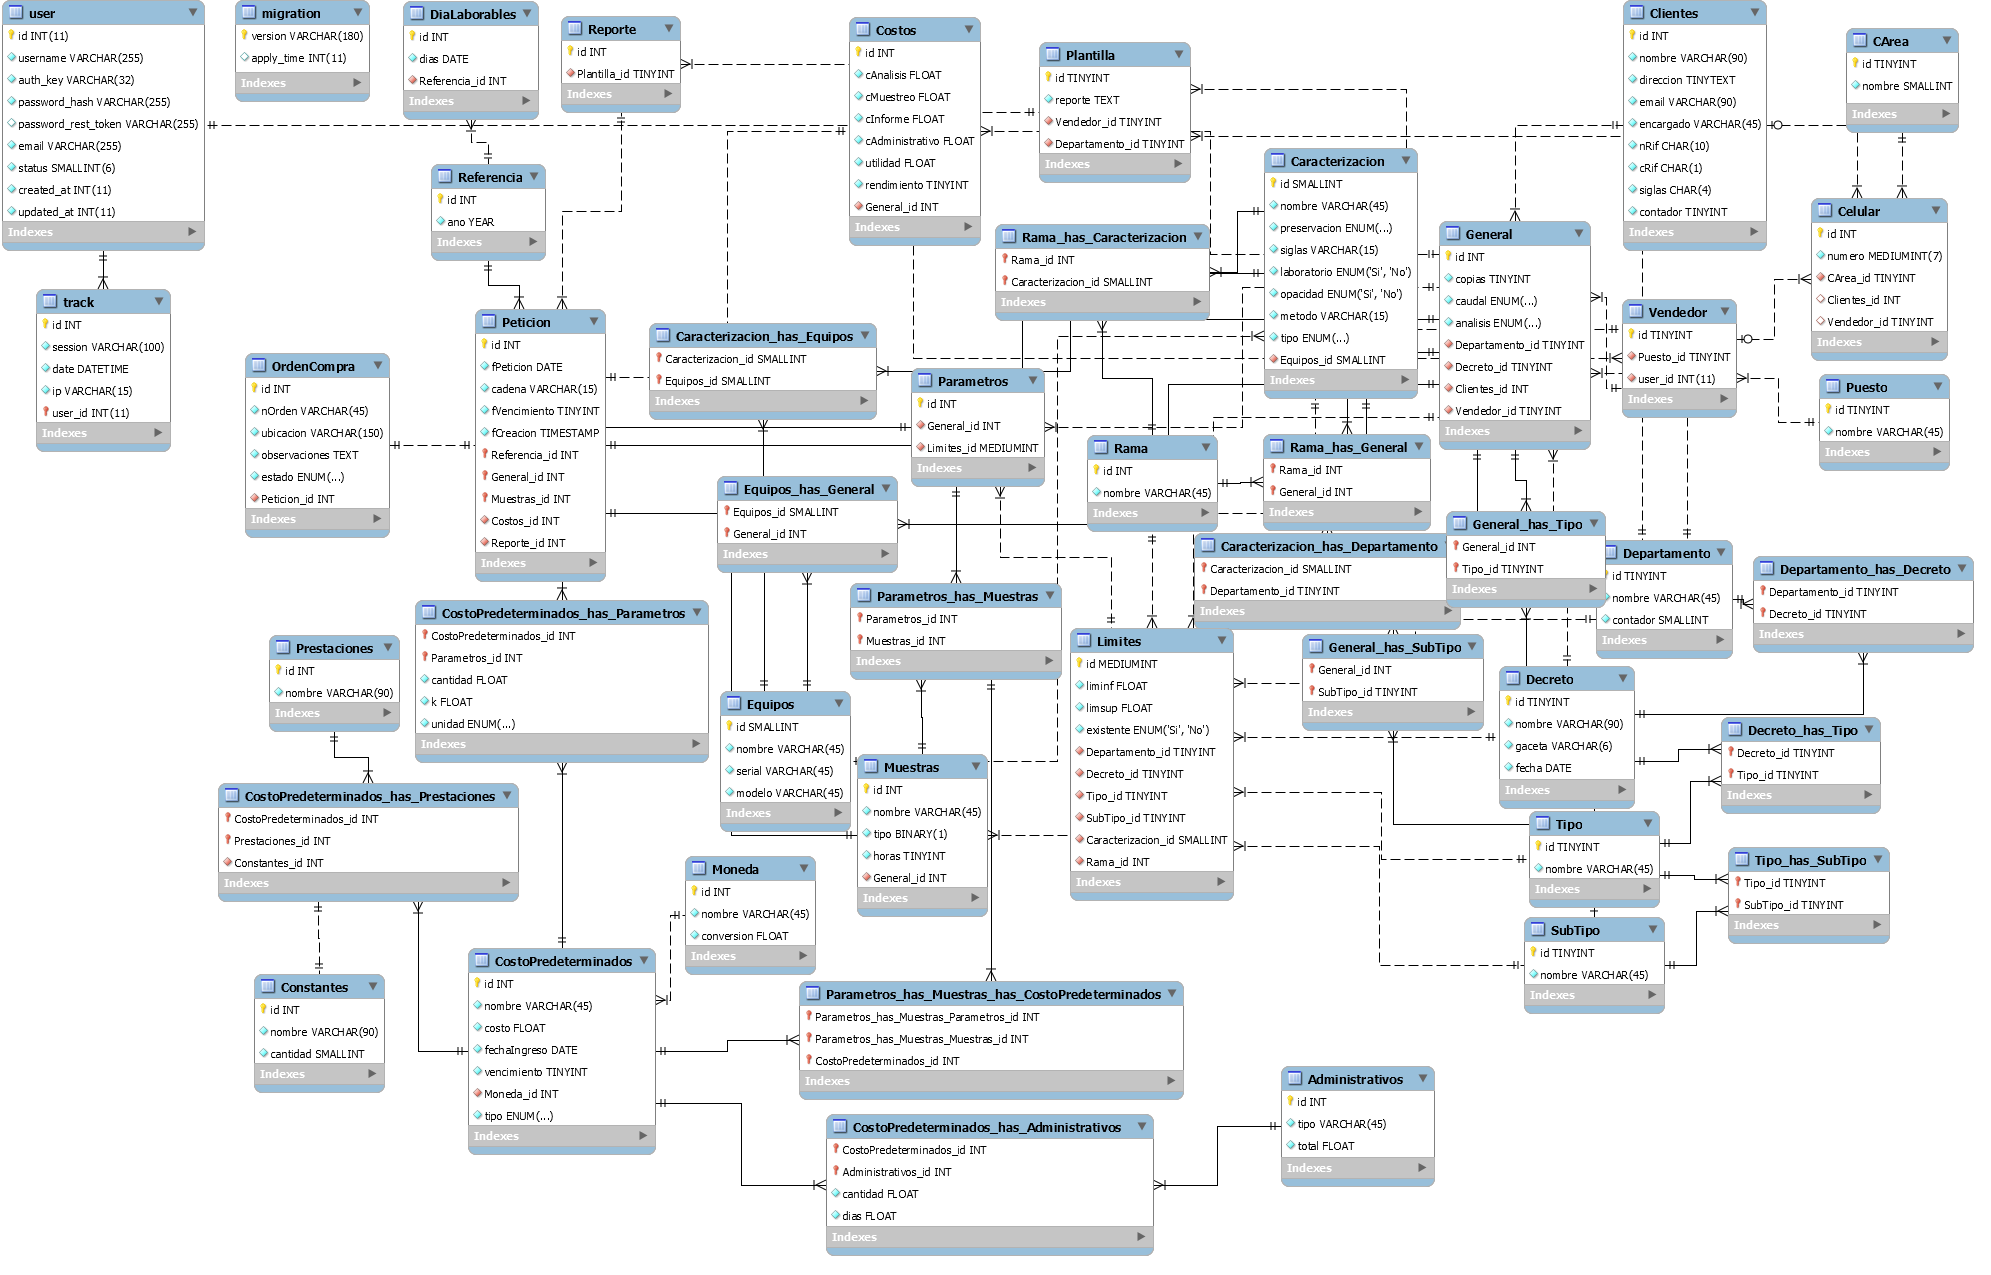 user
id INT(11)
username VARCHAR(255)
auth_key VARCHAR(32)
password_hash VARCHAR(255)
password_rest_token VARCHAR(255)
email VARCHAR(255)
status SMALLINT(6)
created_at INT(11)
updated_at INT(11)
Indexes
migration
version VARCHAR(180)
apply_time INT(11)
Indexes
DiaLaborables
id INT
dias DATE
Referencia_id INT
Indexes
Reporte
id INT
Plantilla_id TINYINT
Indexes
Costos
id INT
cAnalisis FLOAT
cMuestreo FLOAT
cInforme FLOAT
cAdministrativo FLOAT
utilidad FLOAT
rendimiento TINYINT
General_id INT
Indexes
Plantilla
id TINYINT
reporte TEXT
Vendedor_id TINYINT
Departamento_id TINYINT
Indexes
Clientes
id INT
nombre VARCHAR(90)
direccion TINYTEXT
email VARCHAR(90)
encargado VARCHAR(45)
nRif CHAR(10)
cRif CHAR(1)
siglas CHAR(4)
contador TINYINT
Indexes
CArea
id TINYINT
nombre SMALLINT
Indexes
Referencia
id INT
ano YEAR
Indexes
Caracterizacion
id SMALLINT
nombre VARCHAR(45)
preservacion ENUM(...)
siglas VARCHAR(15)
laboratorio ENUM('Si', 'No')
opacidad ENUM('Si', 'No')
metodo VARCHAR(15)
tipo ENUM(...)
Equipos_id SMALLINT
Indexes
Rama_has_Caracterizacion
Rama_id INT
Caracterizacion_id SMALLINT
Indexes
General
id INT
copias TINYINT
caudal ENUM(...)
analisis ENUM(...)
Departamento_id TINYINT
Decreto_id TINYINT
Clientes_id INT
Vendedor_id TINYINT
Indexes
Celular
id INT
numero MEDIUMINT(7)
CArea_id TINYINT
Clientes_id INT
Vendedor_id TINYINT
Indexes
track
id INT
session VARCHAR(100)
date DATETIME
ip VARCHAR(15)
user_id INT(11)
Indexes
Peticion
id INT
fPeticion DATE
cadena VARCHAR(15)
fVencimiento TINYINT
fCreacion TIMESTAMP
Referencia_id INT
General_id INT
Muestras_id INT
Costos_id INT
Reporte_id INT
Indexes
Vendedor
id TINYINT
Puesto_id TINYINT
user_id INT(11)
Indexes
OrdenCompra
id INT
nOrden VARCHAR(45)
ubicacion VARCHAR(150)
observaciones TEXT
estado ENUM(...)
Peticion_id INT
Indexes
Caracterizacion_has_Equipos
Caracterizacion_id SMALLINT
Equipos_id SMALLINT
Indexes
Parametros
id INT
General_id INT
Limites_id MEDIUMINT
Indexes
Puesto
id TINYINT
nombre VARCHAR(45)
Indexes
Rama
id INT
nombre VARCHAR(45)
Indexes
Rama_has_General
Rama_id INT
General_id INT
Indexes
Equipos_has_General
Equipos_id SMALLINT
General_id INT
Indexes
General_has_Tipo
General_id INT
Tipo_id TINYINT
Indexes
Caracterizacion_has_Departamento
Caracterizacion_id SMALLINT
Departamento_id TINYINT
Indexes
Departamento
id TINYINT
nombre VARCHAR(45)
contador SMALLINT
Indexes
Departamento_has_Decreto
Departamento_id TINYINT
Decreto_id TINYINT
Indexes
CostoPredeterminados_has_Parametros
CostoPredeterminados_id INT
Parametros_id INT
cantidad FLOAT
k FLOAT
unidad ENUM(...)
Indexes
Parametros_has_Muestras
Parametros_id INT
Muestras_id INT
Indexes
Prestaciones
id INT
nombre VARCHAR(90)
Indexes
Limites
id MEDIUMINT
liminf FLOAT
limsup FLOAT
existente ENUM('Si', 'No')
Departamento_id TINYINT
Decreto_id TINYINT
Tipo_id TINYINT
SubTipo_id TINYINT
Caracterizacion_id SMALLINT
Rama_id INT
Indexes
General_has_SubTipo
General_id INT
SubTipo_id TINYINT
Indexes
Decreto
id TINYINT
nombre VARCHAR(90)
gaceta VARCHAR(6)
fecha DATE
Indexes
Equipos
id SMALLINT
nombre VARCHAR(45)
serial VARCHAR(45)
modelo VARCHAR(45)
Indexes
Decreto_has_Tipo
Decreto_id TINYINT
Tipo_id TINYINT
Indexes
Muestras
id INT
nombre VARCHAR(45)
tipo BINARY(1)
horas TINYINT
General_id INT
Indexes
CostoPredeterminados_has_Prestaciones
CostoPredeterminados_id INT
Prestaciones_id INT
Constantes_id INT
Indexes
Tipo
id TINYINT
nombre VARCHAR(45)
Indexes
Tipo_has_SubTipo
Tipo_id TINYINT
SubTipo_id TINYINT
Indexes
Moneda
id INT
nombre VARCHAR(45)
conversion FLOAT
Indexes
SubTipo
id TINYINT
nombre VARCHAR(45)
Indexes
CostoPredeterminados
id INT
nombre VARCHAR(45)
costo FLOAT
fechaIngreso DATE
vencimiento TINYINT
Moneda_id INT
tipo ENUM(...)
Indexes
Constantes
id INT
nombre VARCHAR(90)
cantidad SMALLINT
Indexes
Parametros_has_Muestras_has_CostoPredeterminados
Parametros_has_Muestras_Parametros_id INT
Parametros_has_Muestras_Muestras_id INT
CostoPredeterminados_id INT
Indexes
Administrativos
id INT
tipo VARCHAR(45)
total FLOAT
Indexes
CostoPredeterminados_has_Administrativos
CostoPredeterminados_id INT
Administrativos_id INT
cantidad FLOAT
dias FLOAT
Indexes